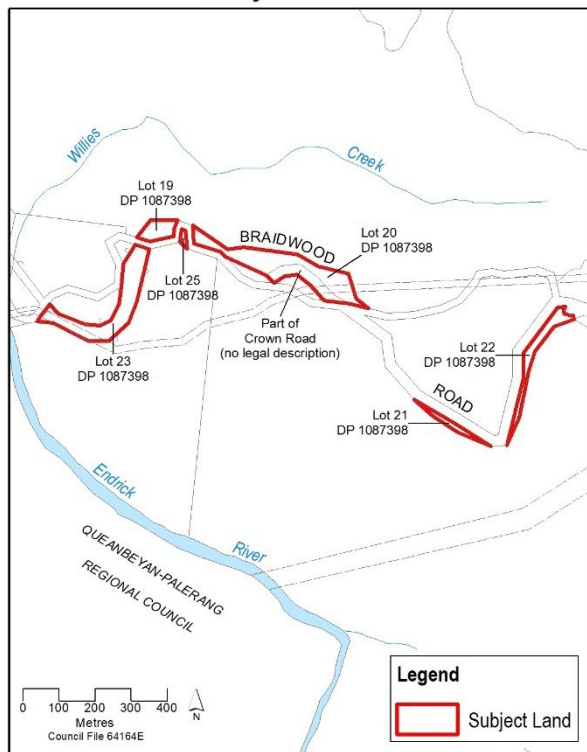 Willies
Creek
Lot 19
DP 1087398
BRAIDWOOD
Lot 20
DP 1087398
Lot 25
DP 1087398
Part of
Crown Road
(no legal description)
Lot 23
DP 1087398
Lot 22
DP 1087398
ROAD
Lot 21
DP 1087398
Endrick
River
QUEANBEYAN-PALERANG
REGIONAL COUNCIL
Legend
Subject Land
0 100 200 300 400
Metres
Council File 64164E
N